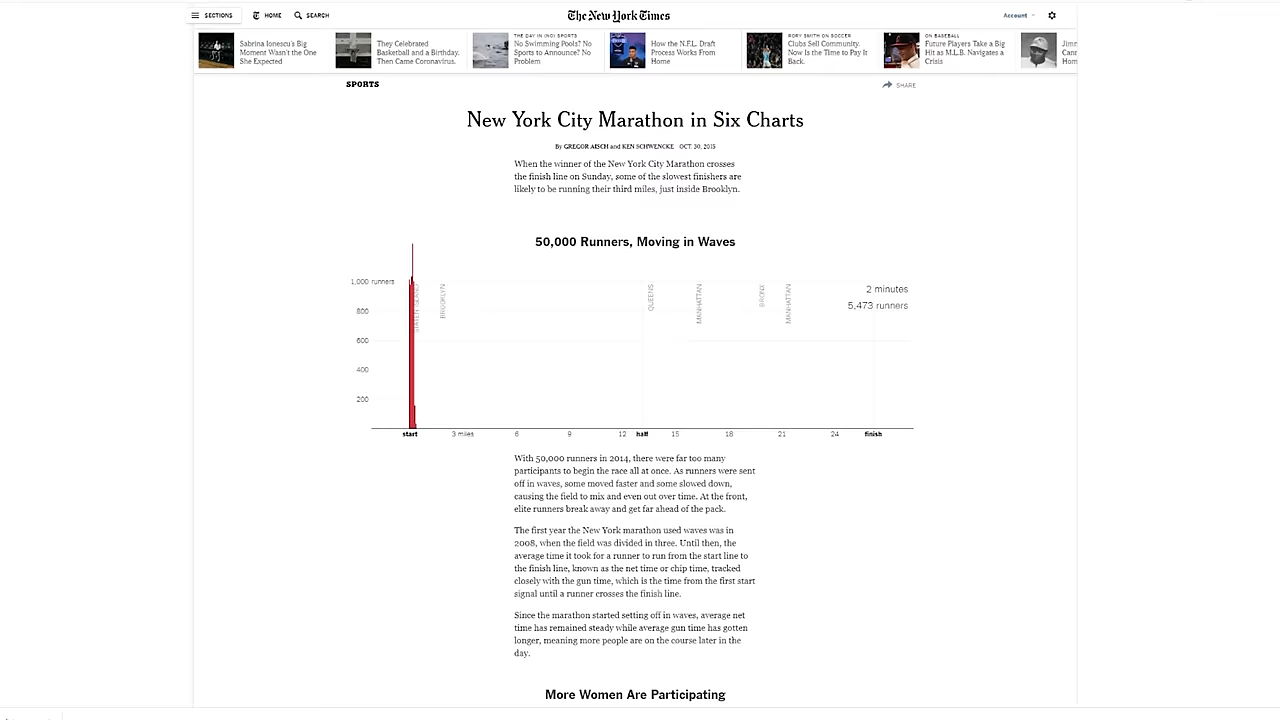 SECTIONS
HOME
SEARCH
The New York Times
Account
Sabrina Ionescu's Big
Moment Wasn't the One
She Expected
They Celebrated
Basketball and a Birthday.
Then Came Coronavirus.
THE DAY IN (NO) SPORTS
No Swimming Pools? No
Sports to Announce? No
Problem
How the N.F.L. Draft
Process Works From
Home
RORY SMITH ON SOCCER
Clubs Sell Community.
Now Is the Time to Pay It
Back.
ON BASEBALL
Future Players Take a Big
Hit as M.L.B. Navigates a
Crisis
SPORTS
SHARE
New York City Marathon in Six Charts
By GREGOR AISCH and KEN SCHWENCKE OCT. 30, 2015
When the winner of the New York City Marathon crosses
the finish line on Sunday, some of the slowest finishers are
likely to be running their third miles, just inside Brooklyn.
50,000 Runners, Moving in Waves
1,000 runners
800
600
400
200
BROOKLYN
QUEENS
MANHATTAN
BRONX
MANHATTAN
2 minutes
5,473 runners
start
3 miles
6
9
12
half
15
18
21
24
finish
With 50,000 runners in 2014, there were far too many
participants to begin the race all at once. As runners were sent
off in waves, some moved faster and some slowed down,
causing the field to mix and even out over time. At the front,
elite runners break away and get far ahead of the pack.
The first year the New York marathon used waves was in
2008, when the field was divided in three. Until then, the
average time it took for a runner to run from the start line to
the finish line, known as the net time or chip time, tracked
closely with the gun time, which is the time from the first start
signal until a runner crosses the finish line.
Since the marathon started setting off in waves, average net
time has remained steady while average gun time has gotten
longer, meaning more people are on the course later in the
day.
More Women Are Participating